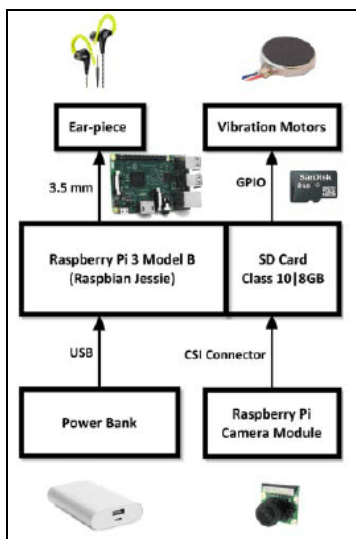 Ear-piece
Vibration Motors
3.5 mm
GPIO
SanDisk
Raspberry Pi 3 Model B
(Raspbian Jessie)
SD Card
Class 10|8GB
USB
CSI Connector
Power Bank
Raspberry Pi
Camera Module